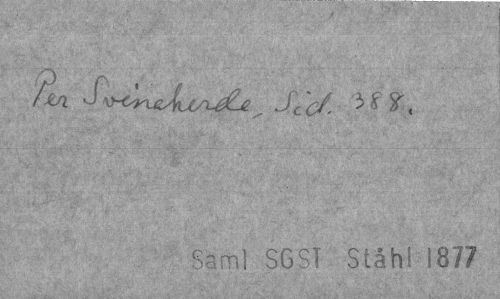 Per Svinaherde, Sid. 388.
Saml SGST Ståhl 1877